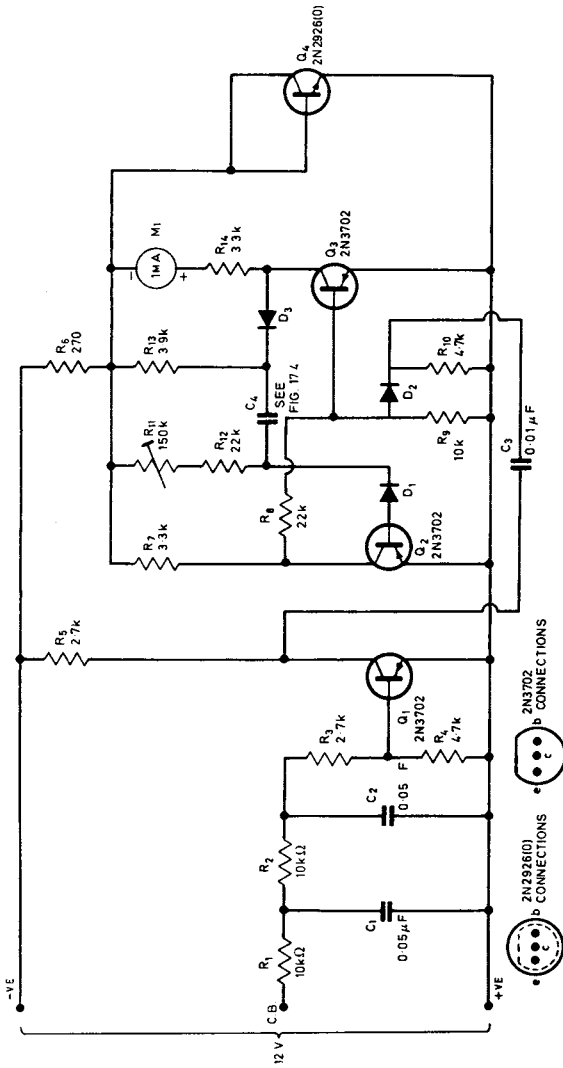 12 V
-VE
C.B
+VE
R1
10kΩ
R2
10kΩ
C1
0.05µF
C2
0.05
F
R3
2.7k
R4
4.7k
Q1
2N3702
R5
2.7k
R6
270
R7
3.3k
R8
22k
Q2
2N3702
D1
R11
150k
R12
22k
C4
SEE
FIG. 17.4
R13
3.9k
D3
M1
1MA
-
+
R14
3.3k
Q3
2N3702
D2
R9
10k
R10
4.7k
C3
0.01µF
Q4
2N2926(0)
e
c
b
2N2926(0)
CONNECTIONS
e
c
b
2N3702
CONNECTIONS